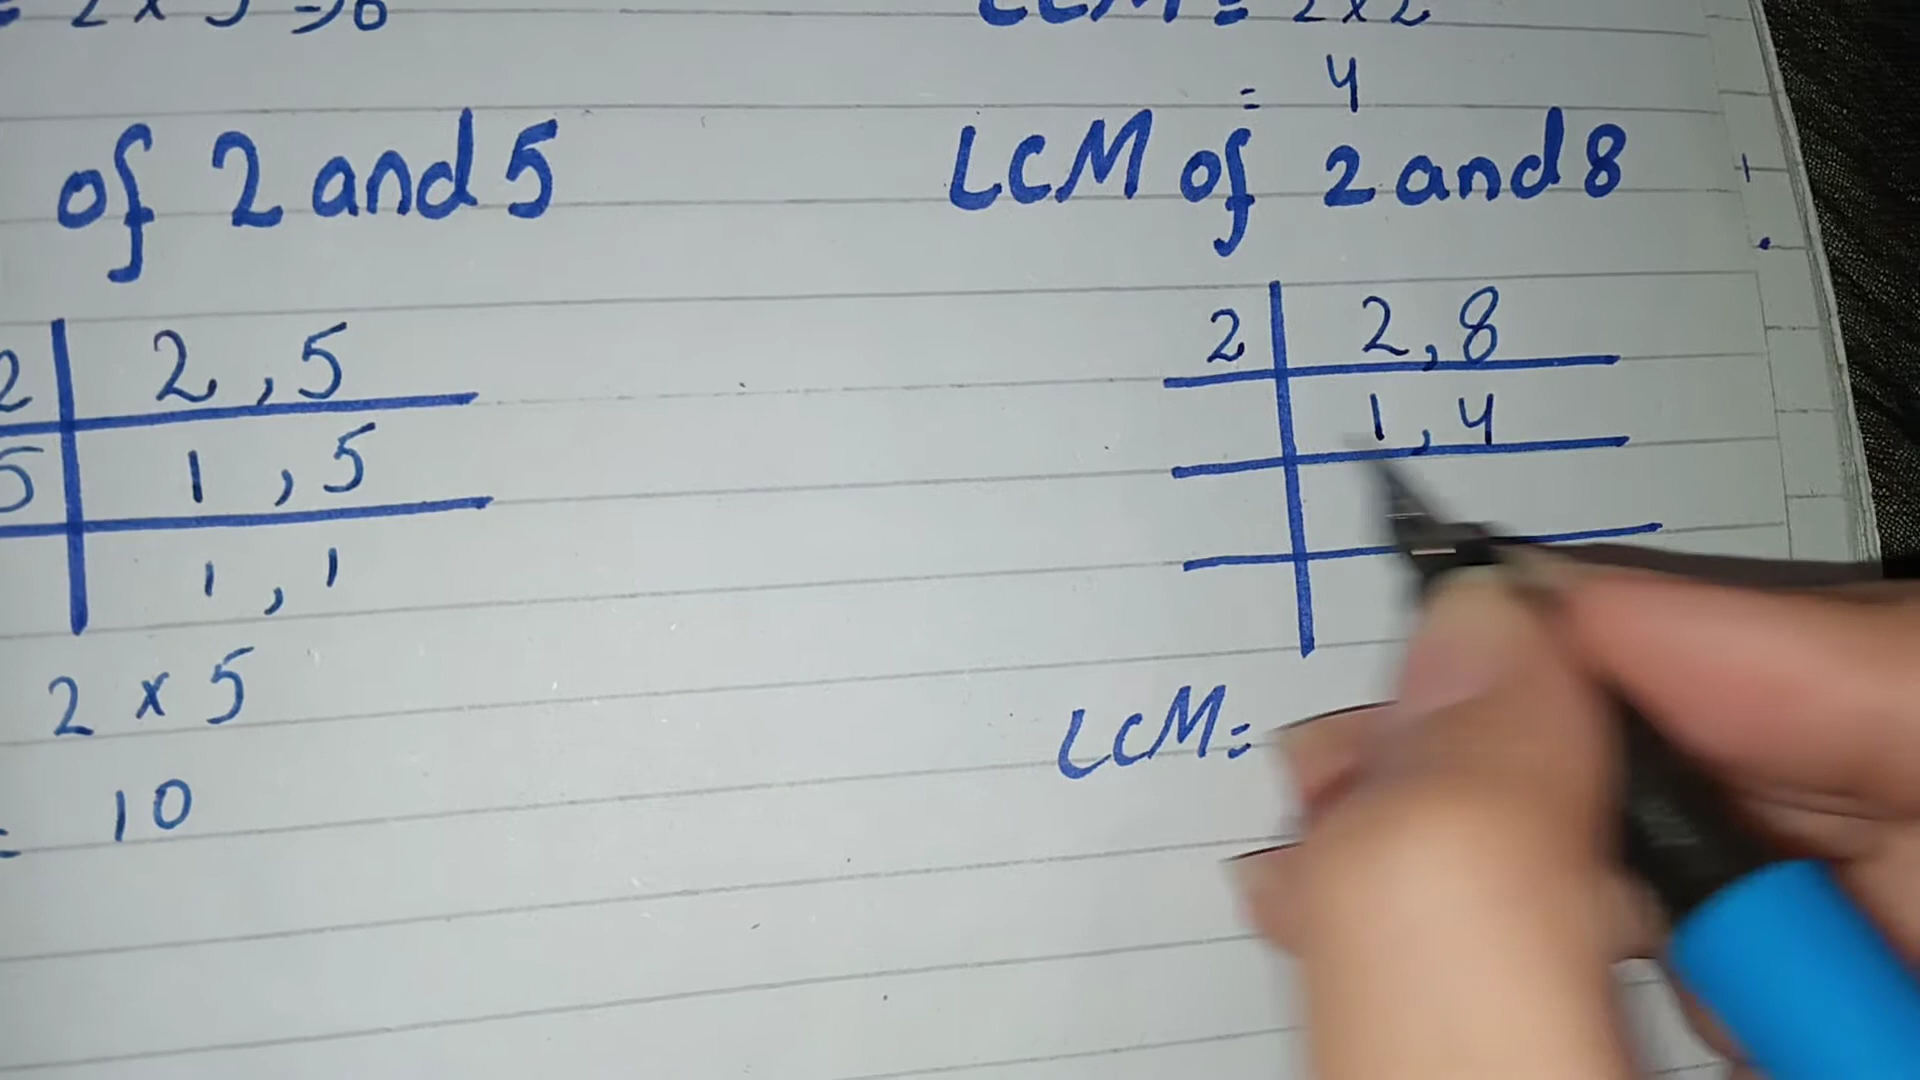 LCM = 2 x 2
= 4
of 2 and 5
2 | 2 , 5
5 | 1 , 5
1 , 1
2 x 5
= 10
LCM of 2 and 8
2 | 2 , 8
1 , 4
LCM =